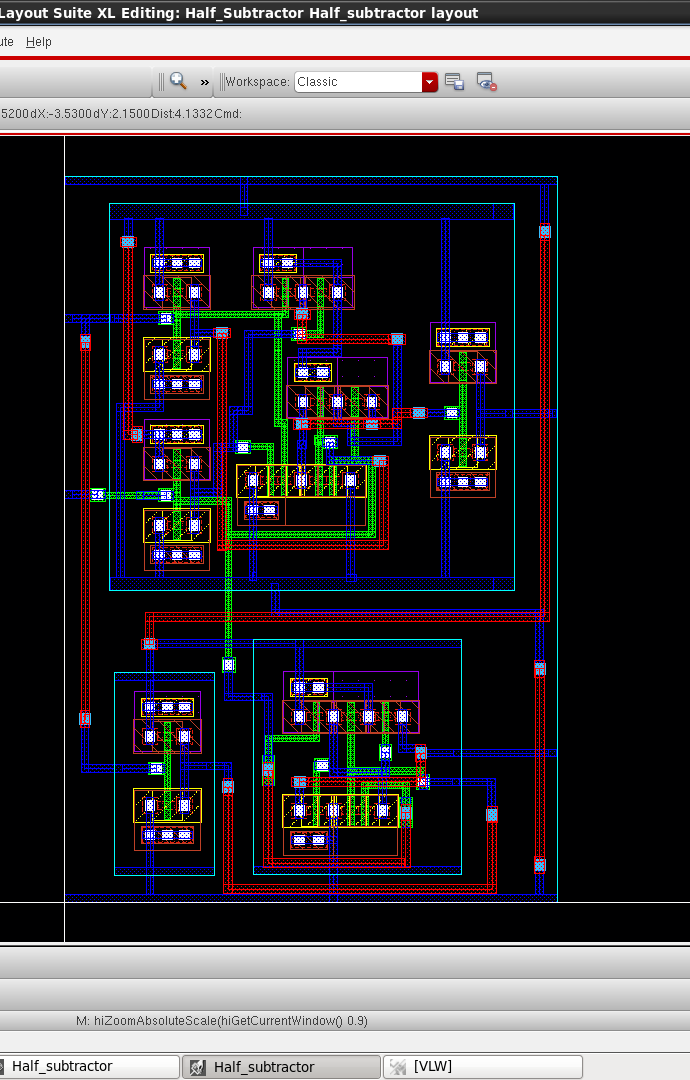 Layout Suite XL Editing: Half_Subtractor Half_subtractor layout
ute Help
» Workspace: Classic
5200dX:-3.5300dY:2.1500Dist:4.1332Cmd:
M: hiZoomAbsoluteScale(hiGetCurrentWindow() 0.9)
Half_subtractor Half_subtractor [VLW]